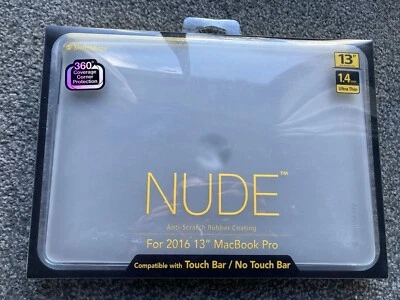 360°
Coverage
Corner
Protection
13"
1.4mm
Ultra Thin
NUDE™
Anti-Scratch Rubber Coating
For 2016 13" MacBook Pro
Compatible with Touch Bar / No Touch Bar